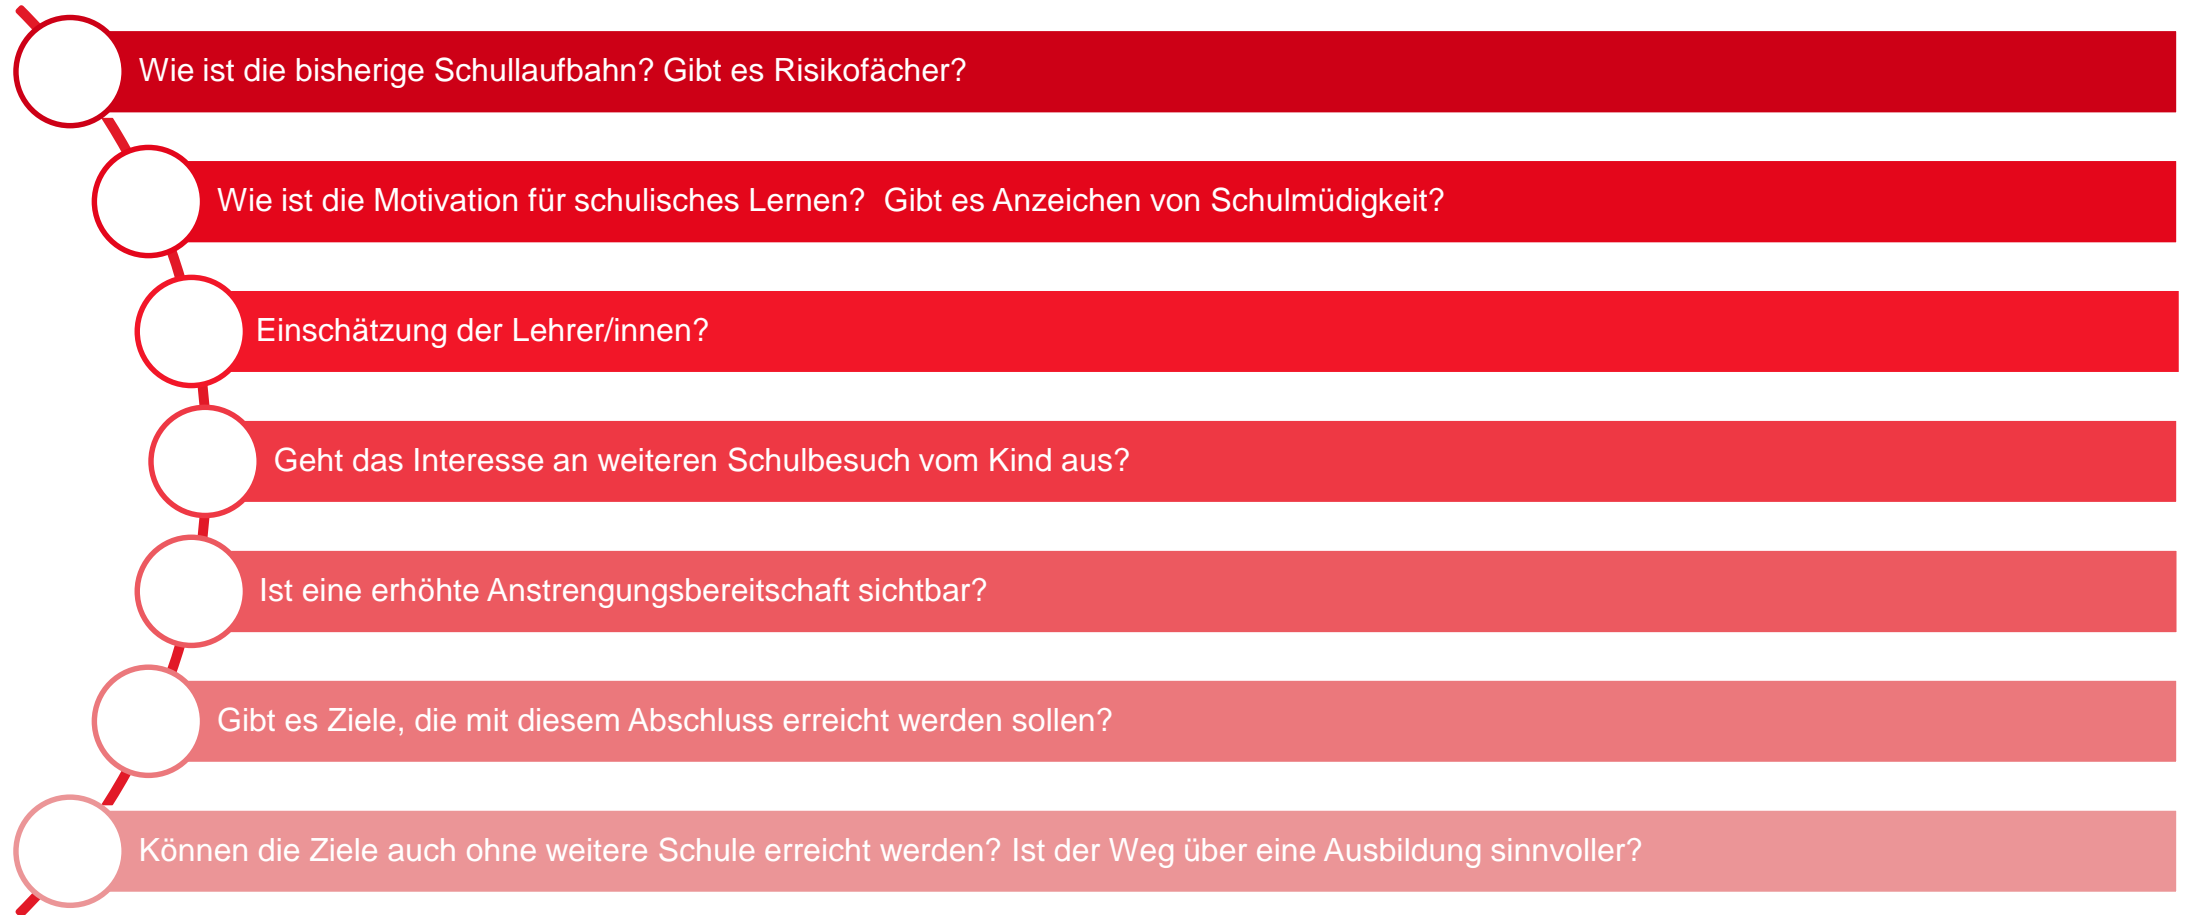 Wie ist die bisherige Schullaufbahn? Gibt es Risikofächer?
Wie ist die Motivation für schulisches Lernen?  Gibt es Anzeichen von Schulmüdigkeit?
Einschätzung der Lehrer/innen?
Geht das Interesse an weiteren Schulbesuch vom Kind aus?
Ist eine erhöhte Anstrengungsbereitschaft sichtbar?
Gibt es Ziele, die mit diesem Abschluss erreicht werden sollen?
Können die Ziele auch ohne weitere Schule erreicht werden? Ist der Weg über eine Ausbildung sinnvoller?